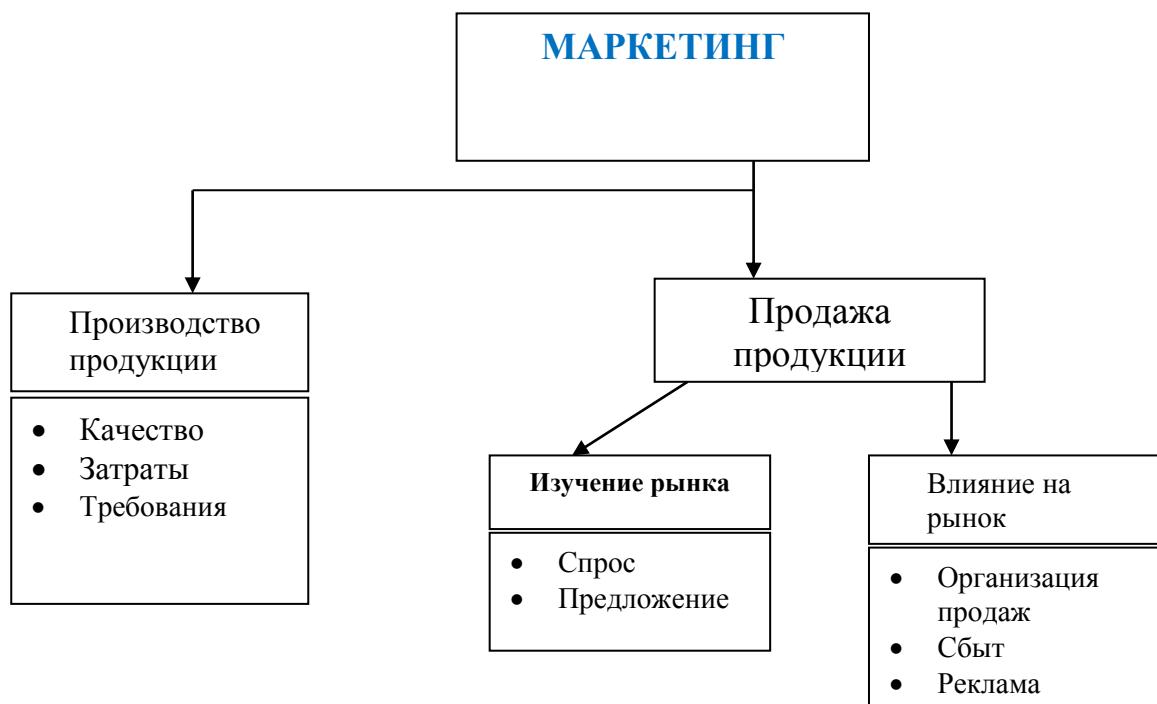 МАРКЕТИНГ
Производство
продукции
• Качество
• Затраты
• Требования
Продажа
продукции
Изучение рынка
• Спрос
• Предложение
Влияние на
рынок
• Организация
продаж
• Сбыт
• Реклама